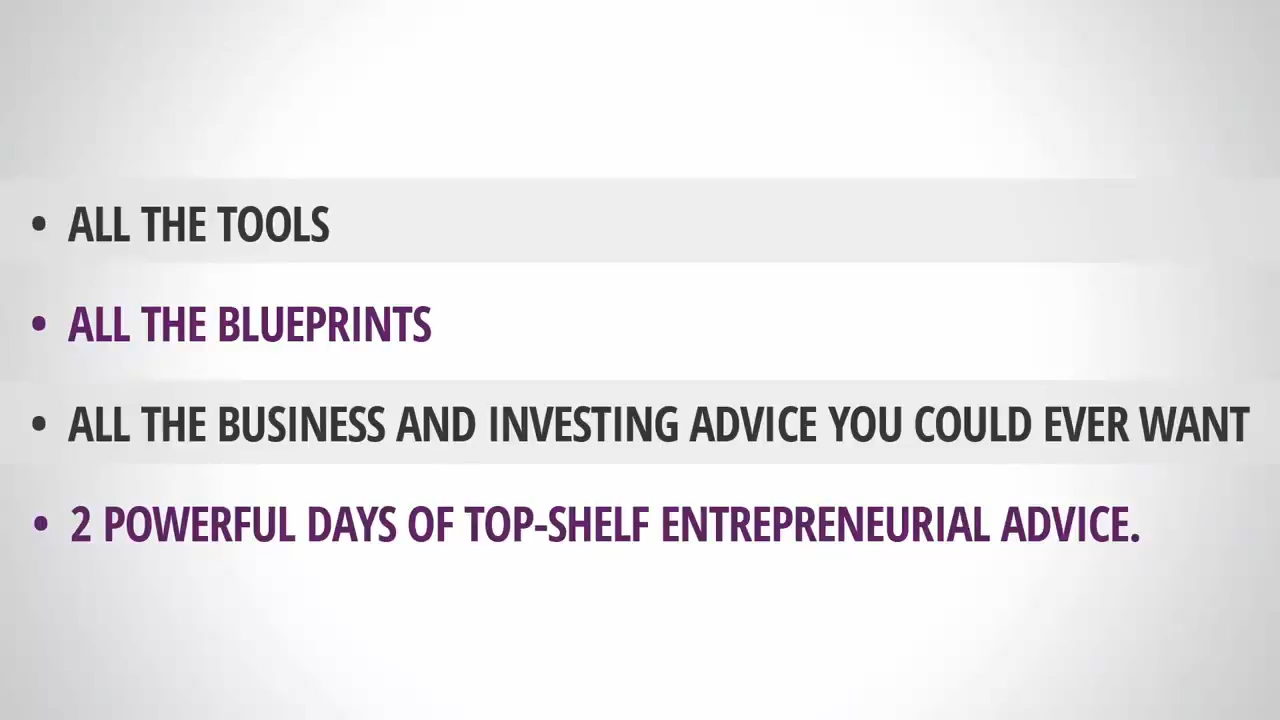 • ALL THE TOOLS
• ALL THE BLUEPRINTS
• ALL THE BUSINESS AND INVESTING ADVICE YOU COULD EVER WANT
• 2 POWERFUL DAYS OF TOP-SHELF ENTREPRENEURIAL ADVICE.